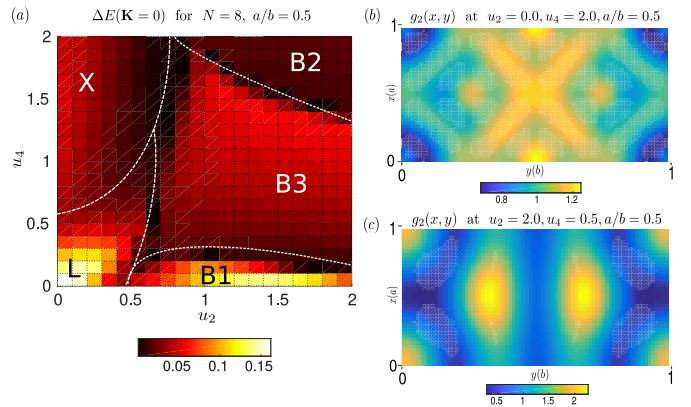 (a) ΔE(K = 0) for N = 8, a/b = 0.5
2
1.5
1
0.5
0
u₄
X
B2
B3
L
B1
0 0.5 1 1.5 2
u₂
0.05 0.1 0.15
(b) g₂(x, y) at u₂ = 0.0, u₄ = 2.0, a/b = 0.5
1
x(a)
0
0 y(b) 1
0.8 1 1.2
(c) g₂(x, y) at u₂ = 2.0, u₄ = 0.5, a/b = 0.5
1
x(a)
0
0 y(b) 1
0.5 1 1.5 2